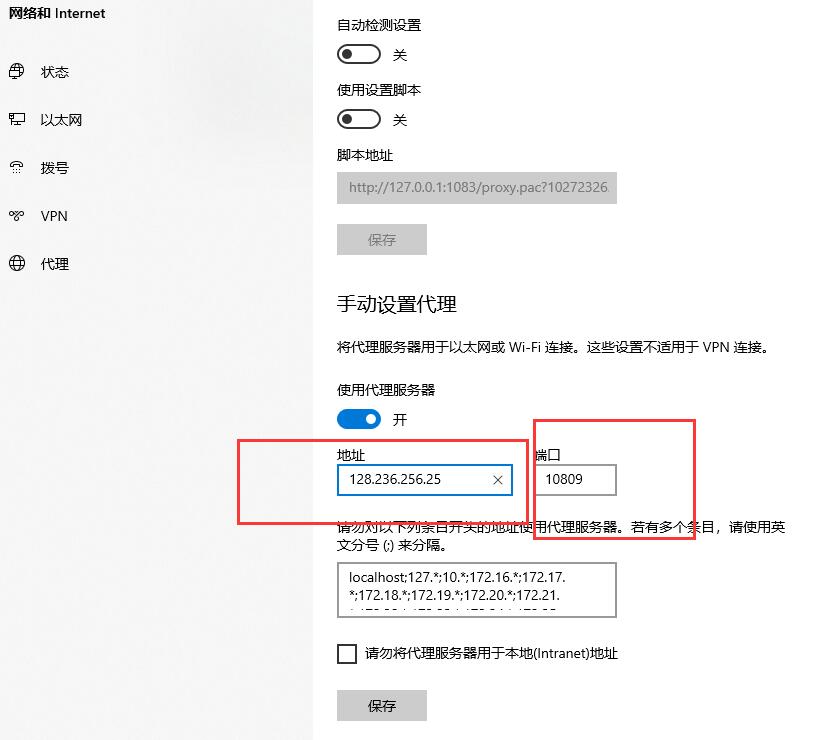 网络和 Internet
状态
以太网
拨号
VPN
代理
自动检测设置
关
使用设置脚本
关
脚本地址
http://127.0.0.1:1083/proxy.pac?10272326
保存
手动设置代理
将代理服务器用于以太网或 Wi-Fi 连接。这些设置不适用于 VPN 连接。
使用代理服务器
开
地址
端口
128.236.256.25
10809
请勿对以下列条目开头的地址使用代理服务器。若有多个条目，请使用英
文分号 (;) 来分隔。
localhost;127.*;10.*;172.16.*;172.17.
*;172.18.*;172.19.*;172.20.*;172.21.
请勿将代理服务器用于本地(Intranet)地址
保存